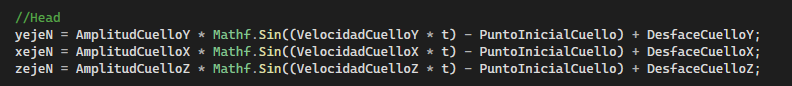 //Head
yejeN = AmplitudCuelloY * Mathf.Sin((VelocidadCuelloY * t) - PuntoInicialCuello) + DesfaceCuelloY;
xejeN = AmplitudCuelloX * Mathf.Sin((VelocidadCuelloX * t) - PuntoInicialCuello) + DesfaceCuelloX;
zejeN = AmplitudCuelloZ * Mathf.Sin((VelocidadCuelloZ * t) - PuntoInicialCuello) + DesfaceCuelloZ;